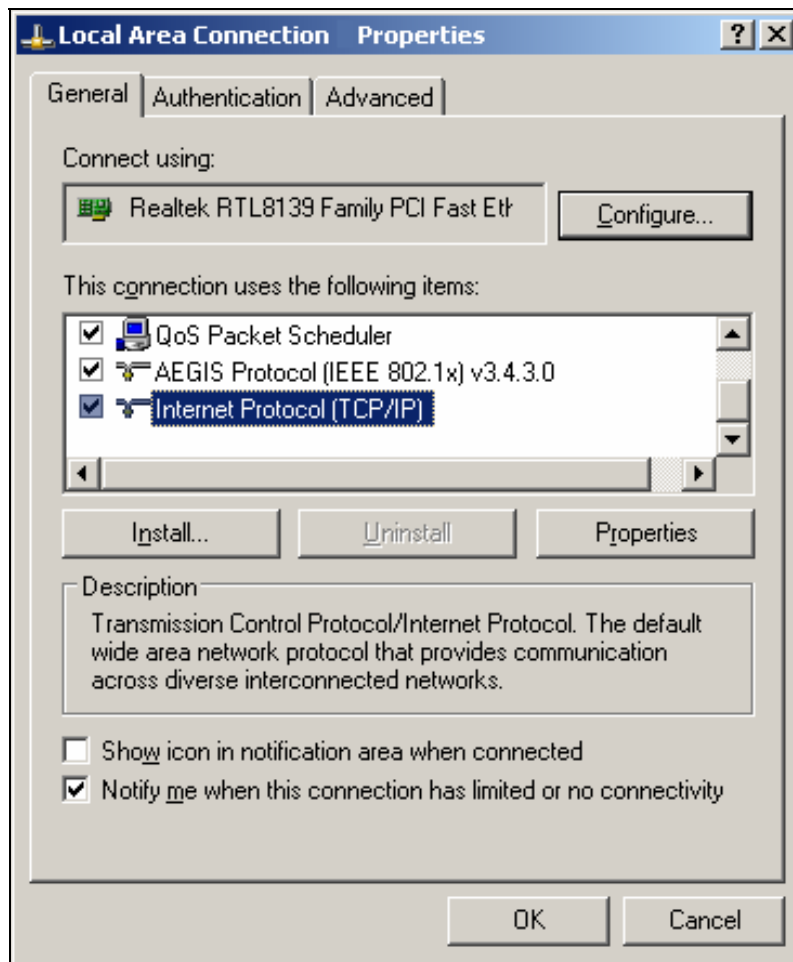 Local Area Connection Properties
General Authentication Advanced
Connect using:
Realtek RTL8139 Family PCI Fast Eth
Configure...
This connection uses the following items:
QoS Packet Scheduler
AEGIS Protocol (IEEE 802.1x) v3.4.3.0
Internet Protocol (TCP/IP)
Install... Uninstall Properties
Description
Transmission Control Protocol/Internet Protocol. The default
wide area network protocol that provides communication
across diverse interconnected networks.
Show icon in notification area when connected
Notify me when this connection has limited or no connectivity
OK Cancel